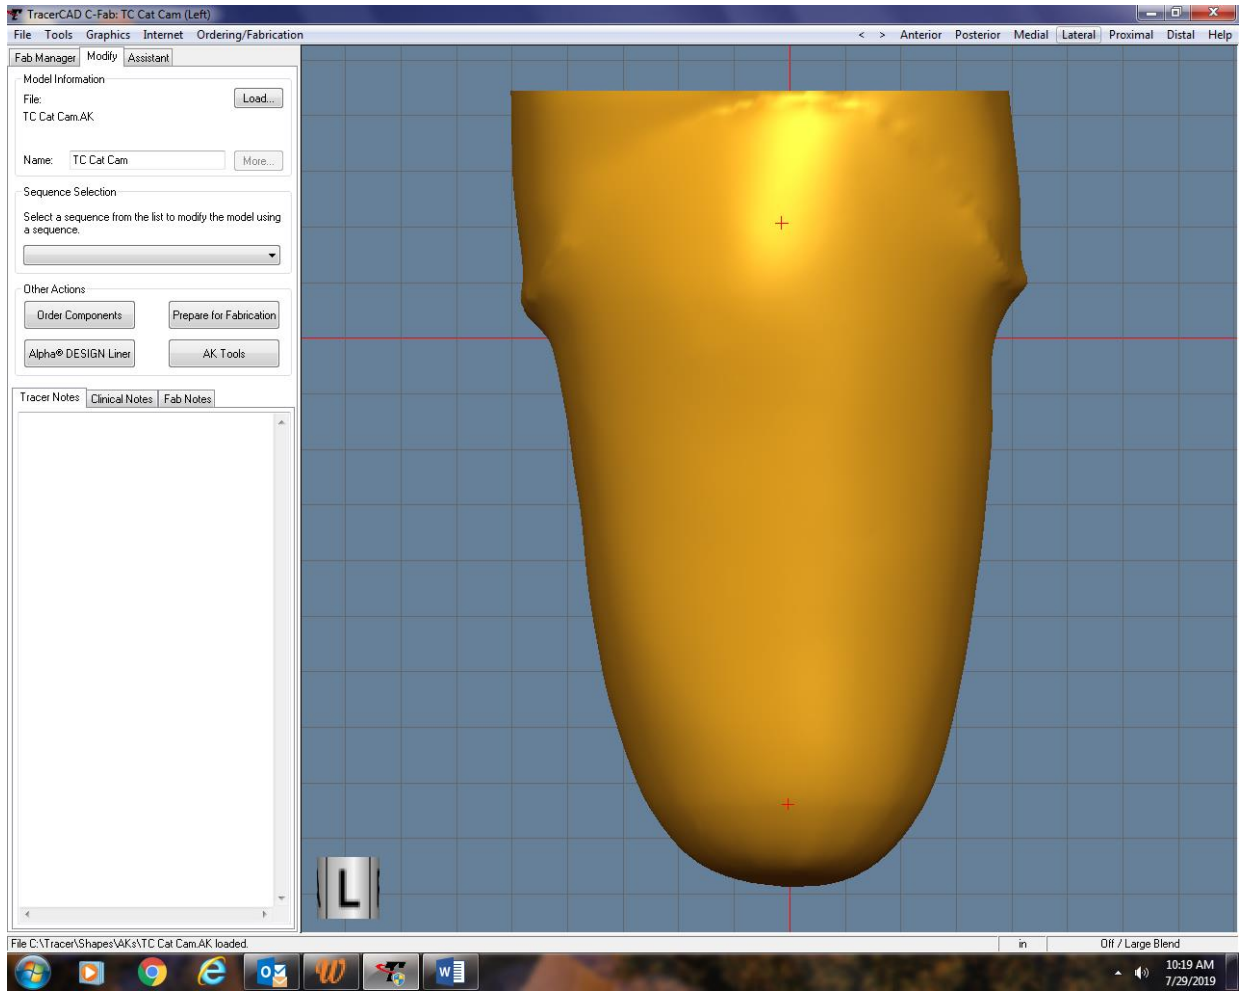 TracerCAD C-Fab: TC Cat Cam (Left)
File Tools Graphics Internet Ordering/Fabrication < > Anterior Posterior Medial Lateral Proximal Distal Help
Fab Manager Modify Assistant
Model Information
File: Load...
TC Cat Cam.AK
Name: TC Cat Cam More...
Sequence Selection
Select a sequence from the list to modify the model using
a sequence.
Other Actions
Order Components Prepare for Fabrication
Alpha® DESIGN Liner AK Tools
Tracer Notes Clinical Notes Fab Notes
L
File C:\Tracer\Shapes\AKs\TC Cat Cam.AK loaded. in Off / Large Blend
10:19 AM
7/29/2019